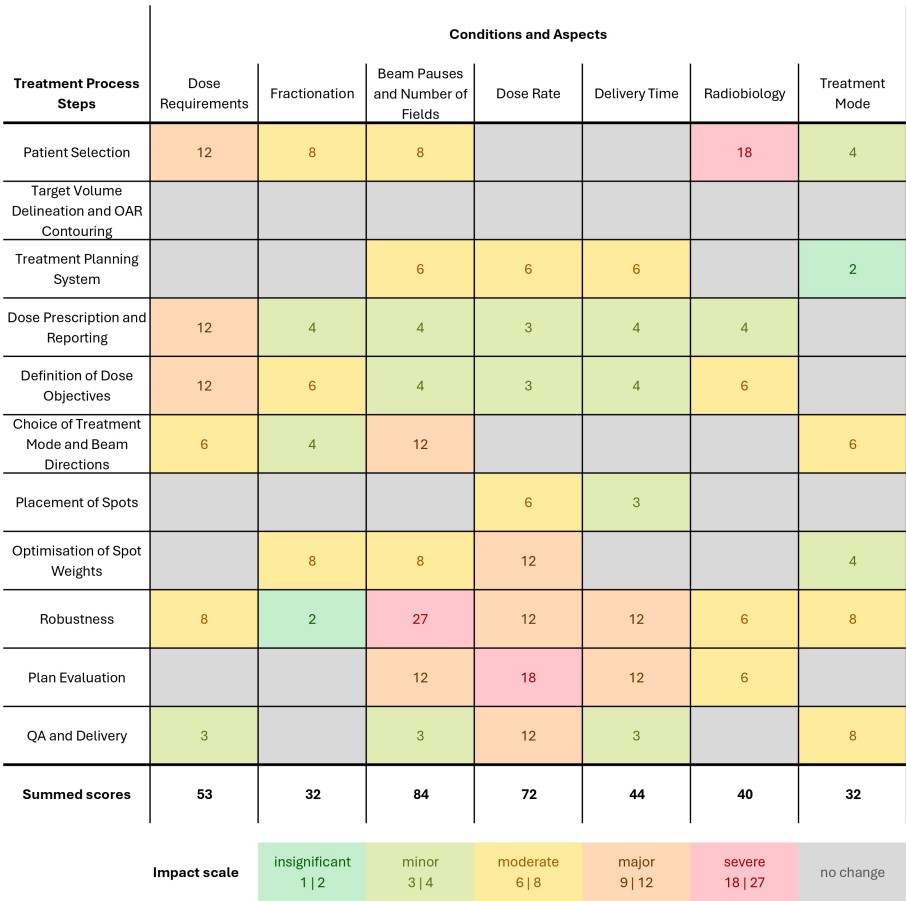 Conditions and Aspects
Treatment Process
Steps
Dose
Requirements
Fractionation
Beam Pauses
and Number of
Fields
Dose Rate
Delivery Time
Radiobiology
Treatment
Mode
Patient Selection
12
8
8
18
4
Target Volume
Delineation and OAR
Contouring
Treatment Planning
System
6
6
6
2
Dose Prescription and
Reporting
12
4
4
3
4
4
Definition of Dose
Objectives
12
6
4
3
4
6
Choice of Treatment
Mode and Beam
Directions
6
4
12
6
Placement of Spots
6
3
Optimisation of Spot
Weights
8
8
12
4
Robustness
8
2
27
12
12
6
8
Plan Evaluation
12
18
12
6
QA and Delivery
3
3
12
3
8
Summed scores
53
32
84
72
44
40
32
Impact scale
insignificant
1 | 2
minor
3 | 4
moderate
6 | 8
major
9 | 12
severe
18 | 27
no change